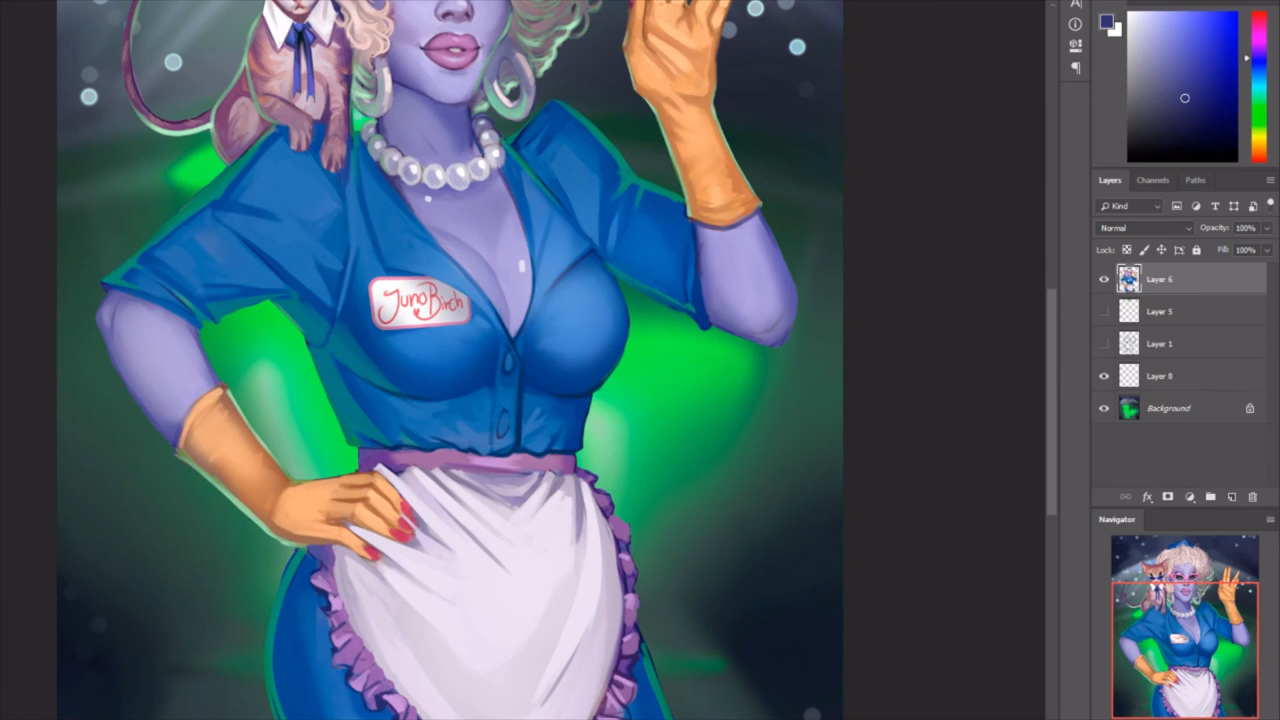 Juno Birch
A
Layers Channels Paths
Kind
Normal Opacity: 100%
Lock: Fill: 100%
Layer 6
Layer 5
Layer 1
Layer 8
Background
fx
Navigator